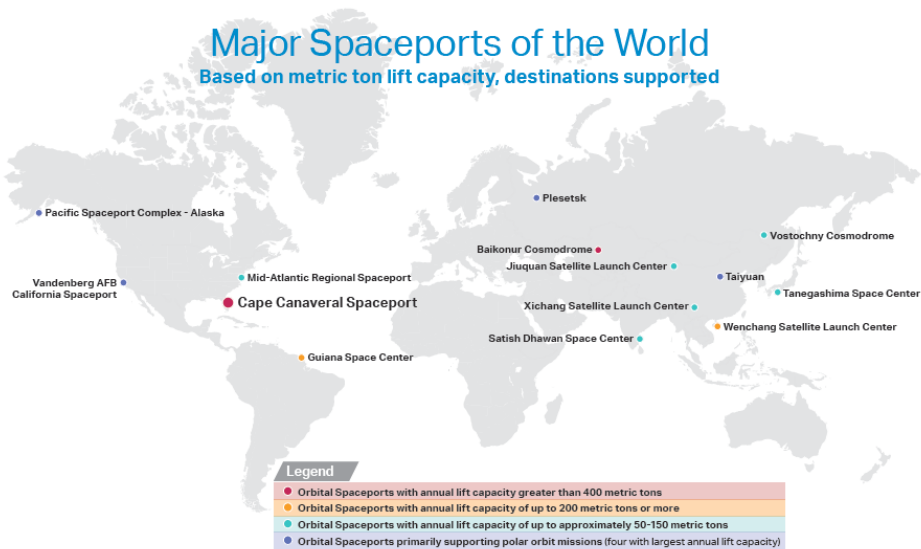 Major Spaceports of the World
Based on metric ton lift capacity, destinations supported
Plesetsk
Pacific Spaceport Complex - Alaska
Vostochny Cosmodrome
Baikonur Cosmodrome
Jiuquan Satellite Launch Center
Mid-Atlantic Regional Spaceport
Taiyuan
Vandenberg AFB
California Spaceport
Tanegashima Space Center
Cape Canaveral Spaceport
Xichang Satellite Launch Center
Wenchang Satellite Launch Center
Satish Dhawan Space Center
Guiana Space Center
Legend
Orbital Spaceports with annual lift capacity greater than 400 metric tons
Orbital Spaceports with annual lift capacity of up to 200 metric tons or more
Orbital Spaceports with annual lift capacity of up to approximately 50-150 metric tons
Orbital Spaceports primarily supporting polar orbit missions (four with largest annual lift capacity)